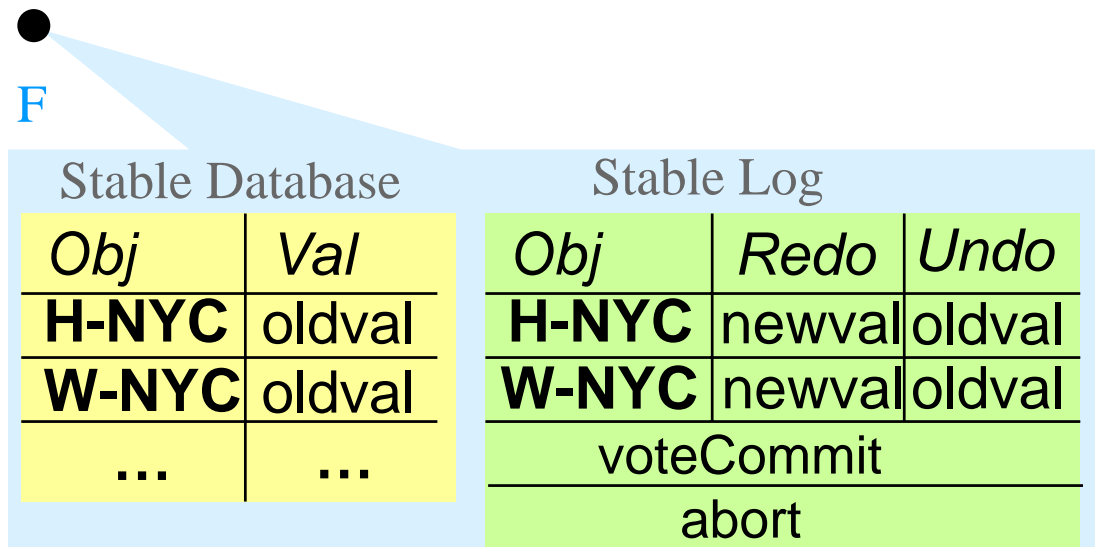 F
Stable Database
Stable Log
Obj Val
H-NYC oldval
W-NYC oldval
... ...
Obj Redo Undo
H-NYC newval oldval
W-NYC newval oldval
voteCommit
abort